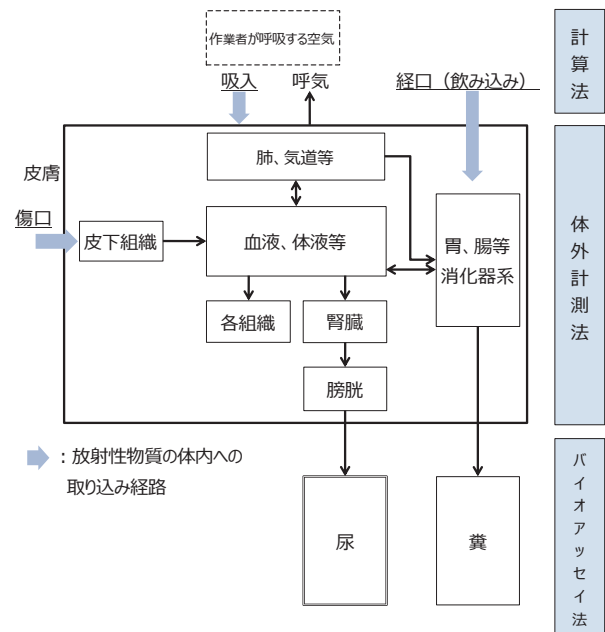 作業者が呼吸する空気
吸入
呼気
経口（飲み込み）
計算法
皮膚
肺、気道等
傷口
皮下組織
血液、体液等
胃、腸等
消化器系
体外計測法
各組織
腎臓
膀胱
：放射性物質の体内への
取り込み経路
尿
糞
バイオアッセイ法